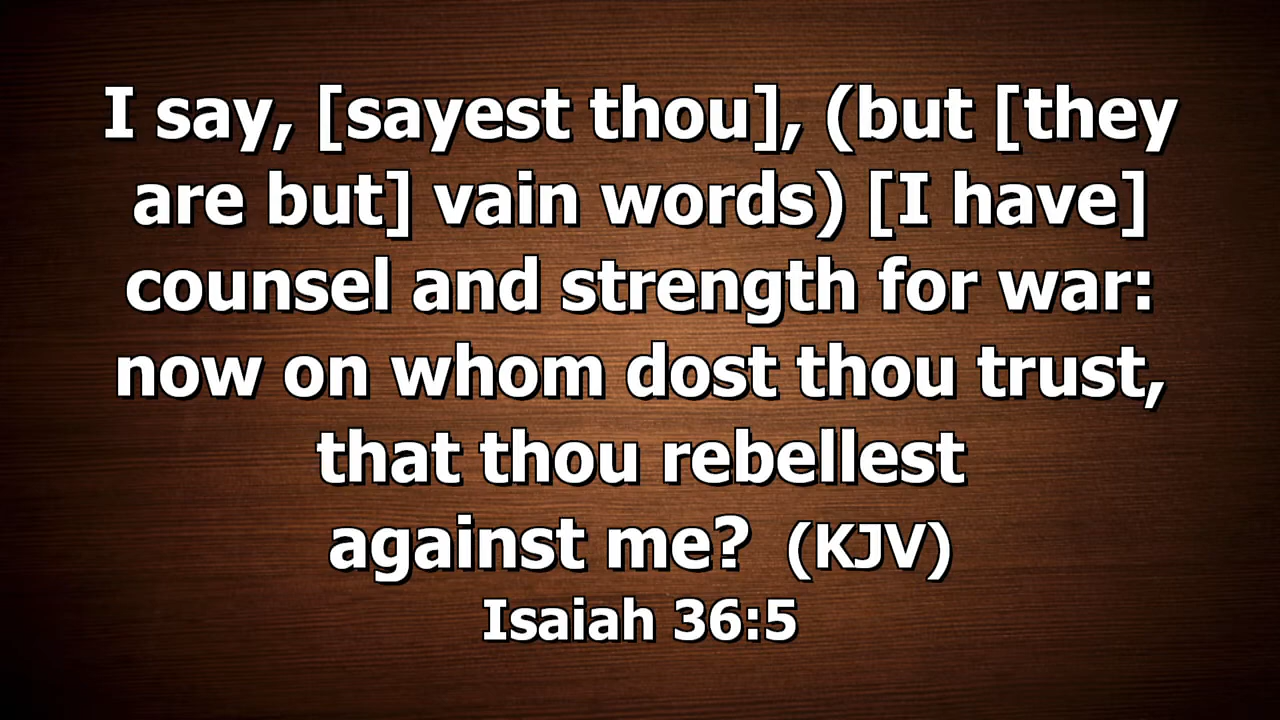 I say, [sayest thou], (but [they
are but] vain words) [I have]
counsel and strength for war:
now on whom dost thou trust,
that thou rebellest
against me? (KJV)
Isaiah 36:5